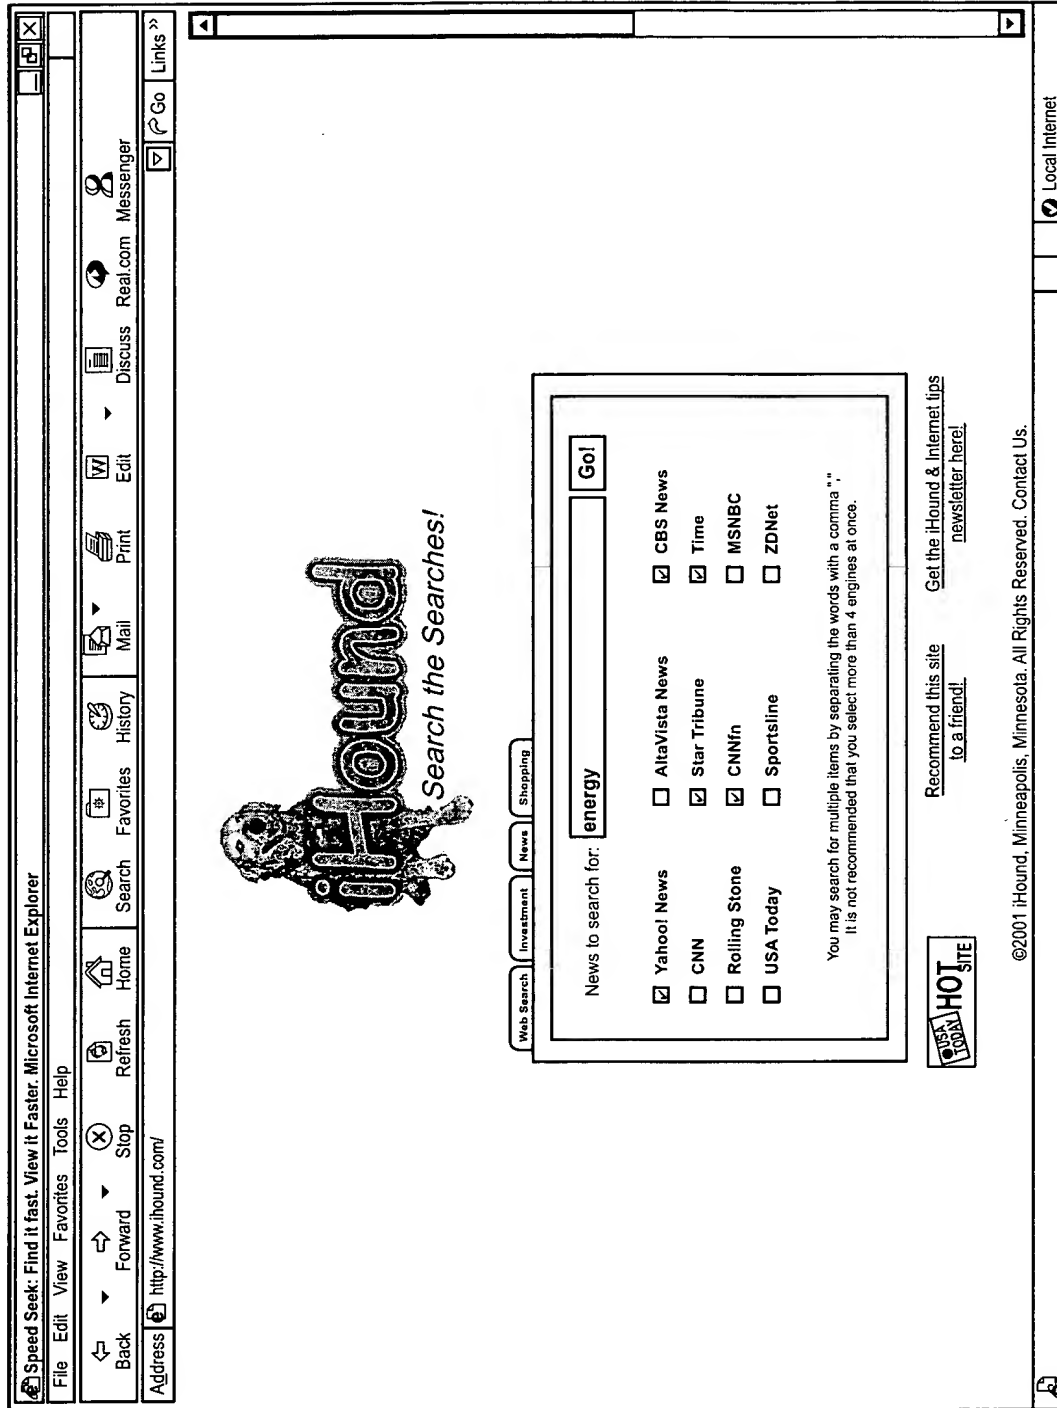 Speed Seek: Find it fast. View it Faster. Microsoft Internet Explorer
File Edit View Favorites Tools Help
Back Forward Stop Refresh Home Search Favorites History Mail Print Edit Discuss Real.com Messenger
Address http://www.ihound.com/ Go Links »
iHound
Search the Searches!
Web Search Investment News Shopping
News to search for: energy Go!
Yahoo! News AltaVista News CBS News
CNN Star Tribune Time
Rolling Stone CNNfn MSNBC
USA Today Sportsline ZDNet
You may search for multiple items by separating the words with a comma ","
It is not recommended that you select more than 4 engines at once.
USA TODAY HOT SITE
Recommend this site
to a friend!
Get the iHound & Internet tips
newsletter here!
©2001 iHound, Minneapolis, Minnesota. All Rights Reserved. Contact Us.
Local Internet